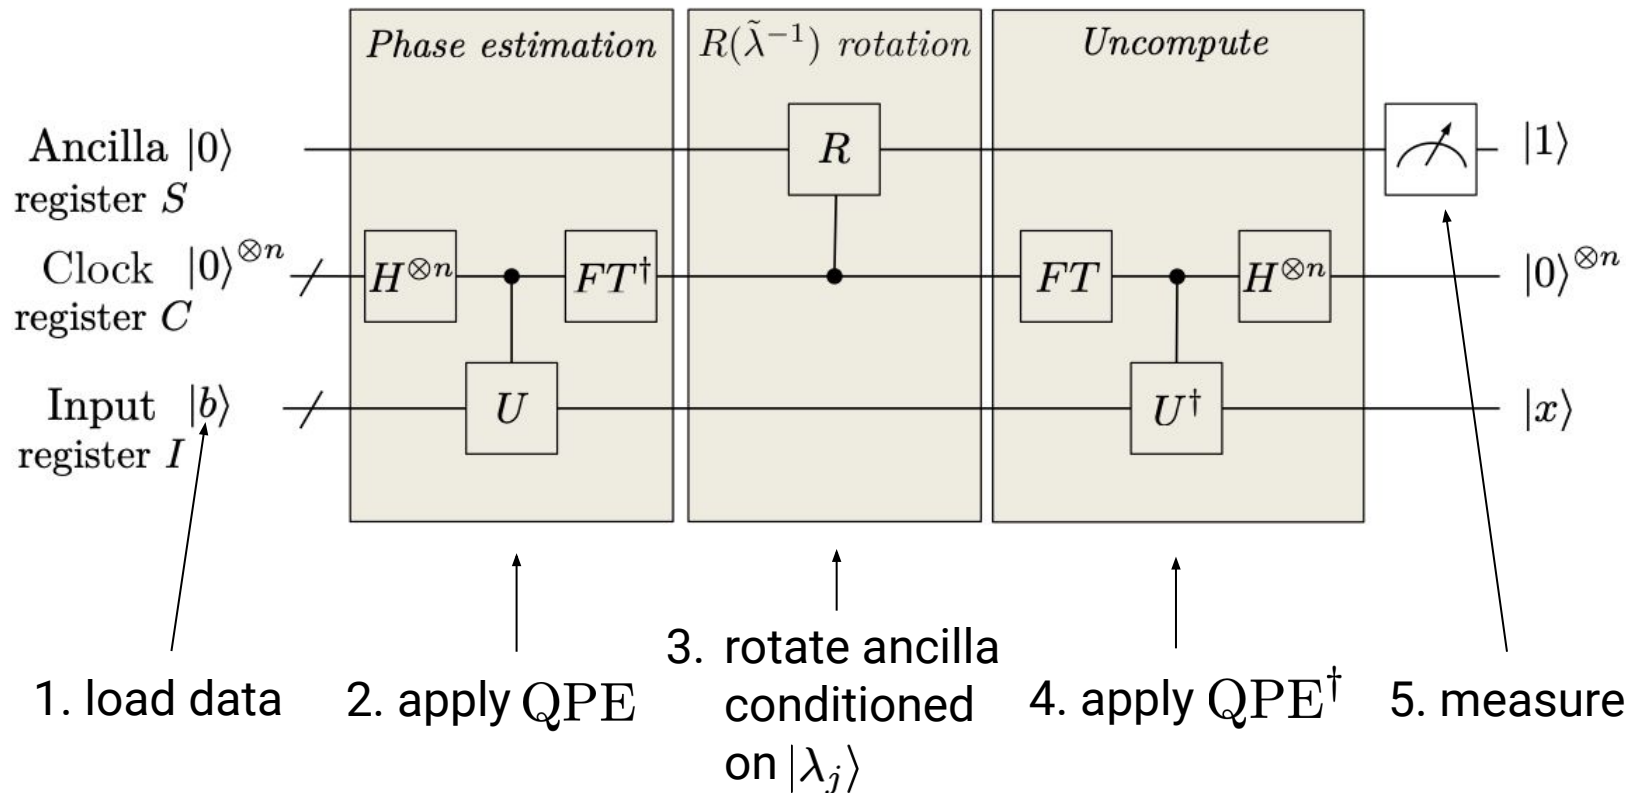 Phase estimation
R(λ̃⁻¹) rotation
Uncompute
Ancilla |0⟩
register S
R
|1⟩
Clock |0⟩⊗ⁿ
register C
H⊗ⁿ
FT†
FT
H⊗ⁿ
|0⟩⊗ⁿ
Input |b⟩
register I
U
U†
|x⟩
1. load data
2. apply QPE
3. rotate ancilla
conditioned
on |λⱼ⟩
4. apply QPE†
5. measure